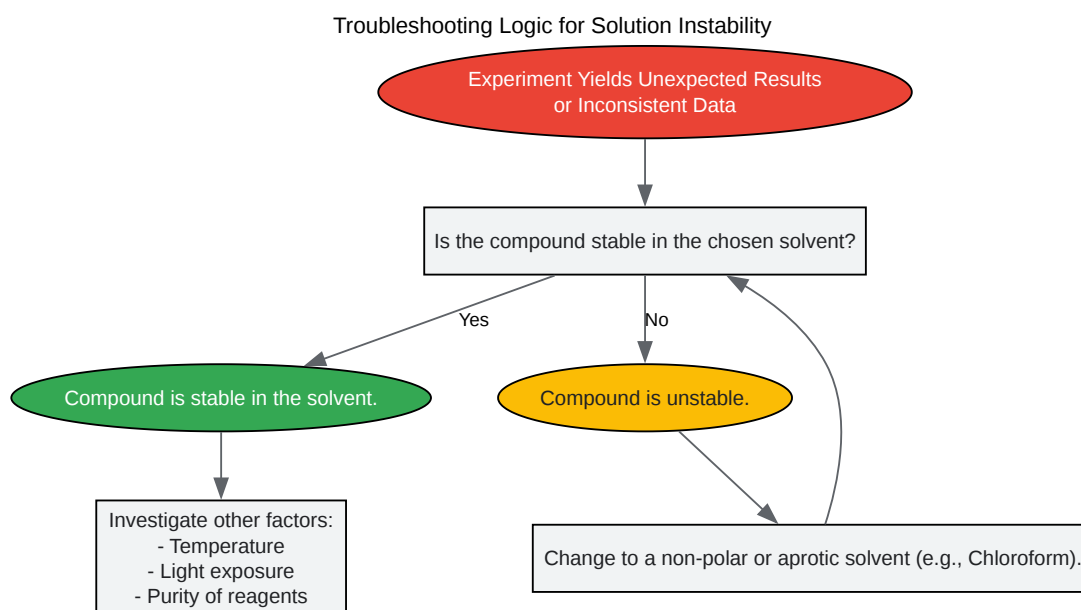 Troubleshooting Logic for Solution Instability
Experiment Yields Unexpected Results
or Inconsistent Data
Is the compound stable in the chosen solvent?
Yes
No
Compound is stable in the solvent.
Compound is unstable.
Investigate other factors:
- Temperature
- Light exposure
- Purity of reagents
Change to a non-polar or aprotic solvent (e.g., Chloroform).